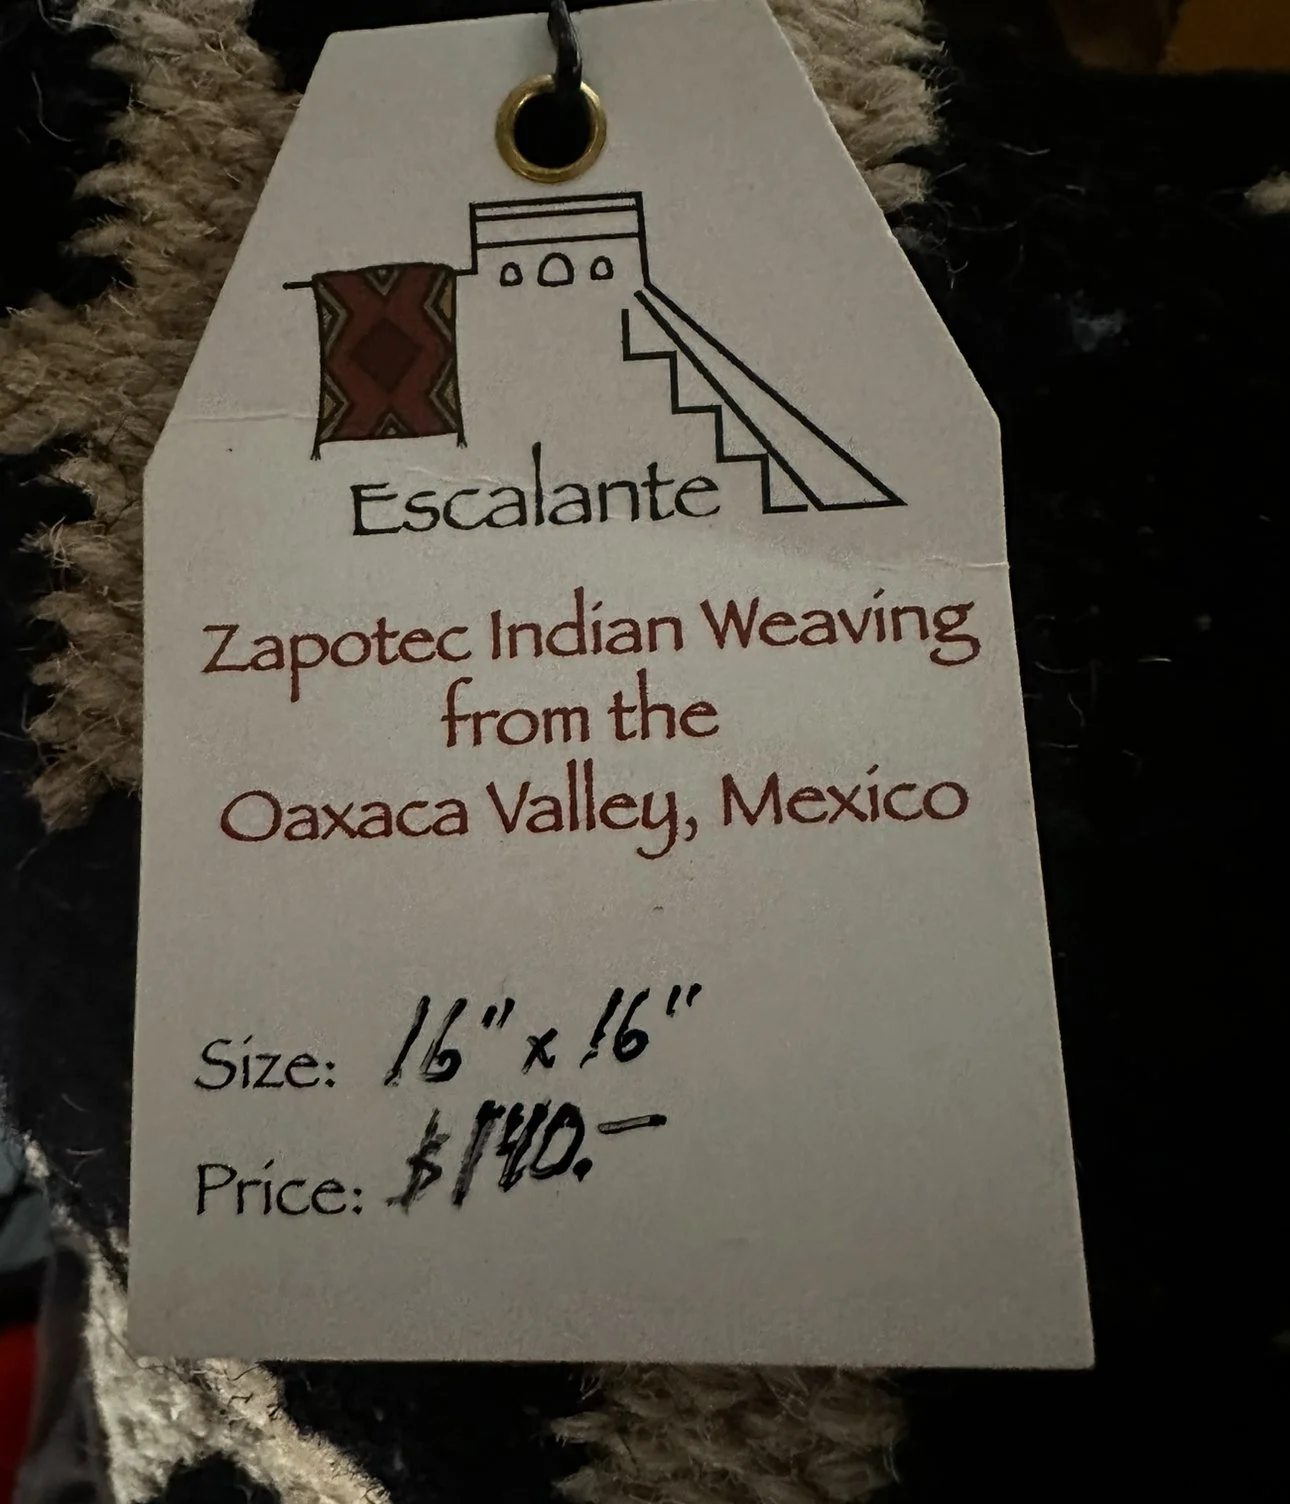 Escalante
Zapotec Indian Weaving
from the
Oaxaca Valley, Mexico
Size: 16" x 16"
Price: $140.—